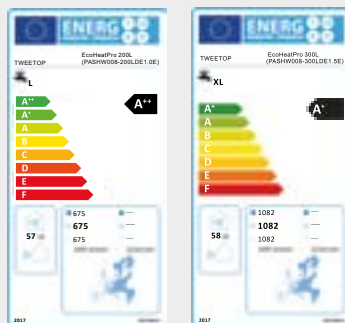 ENERG
TWEETOP
EcoHeatPro 200L
(PASHW008-200LDE1.0E)
L
A++
A++
A+
A
B
C
D
E
F
57
675
675
675
2017
ENERG
TWEETOP
EcoHeatPro 300L
(PASHW008-300LDE1.5E)
XL
A+
A+
A
B
C
D
E
F
58
1082
1082
1082
2017